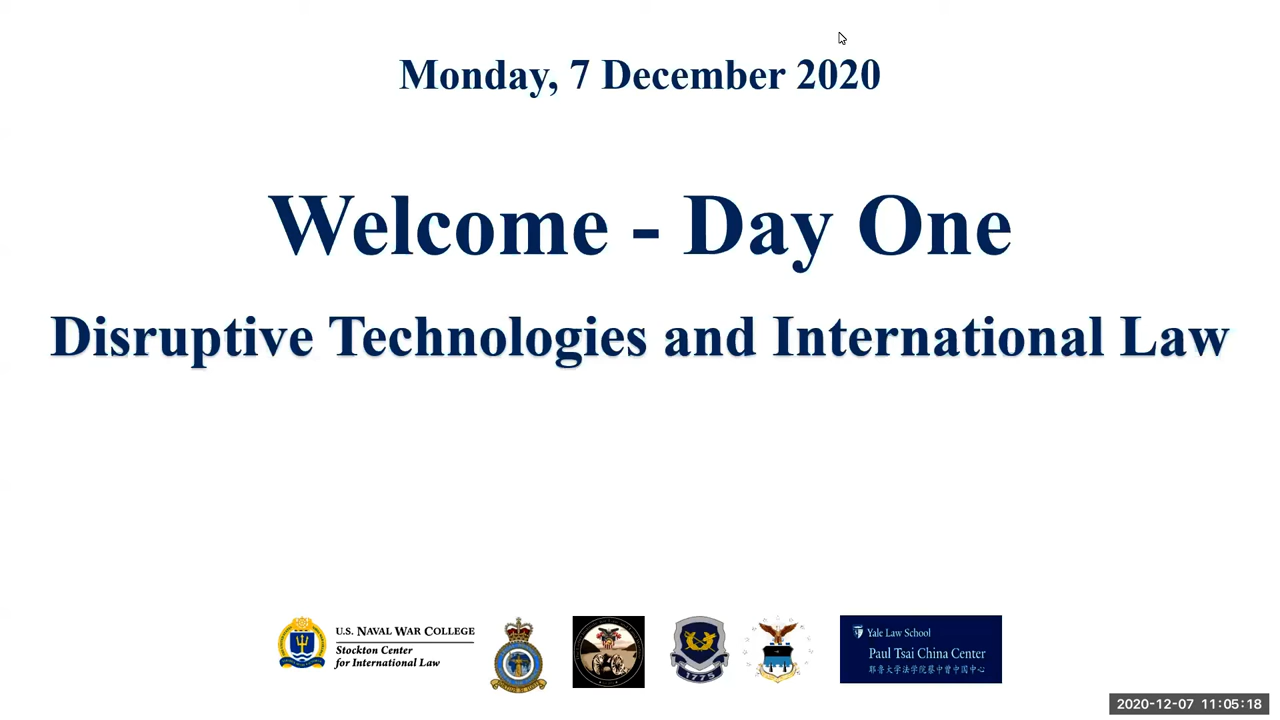 Monday, 7 December 2020
Welcome - Day One
Disruptive Technologies and International Law
U.S. NAVAL WAR COLLEGE
Stockton Center
for International Law
1775
Yale Law School
Paul Tsai China Center
耶鲁大学法学院蔡中曾中国中心
2020-12-07 11:05:18